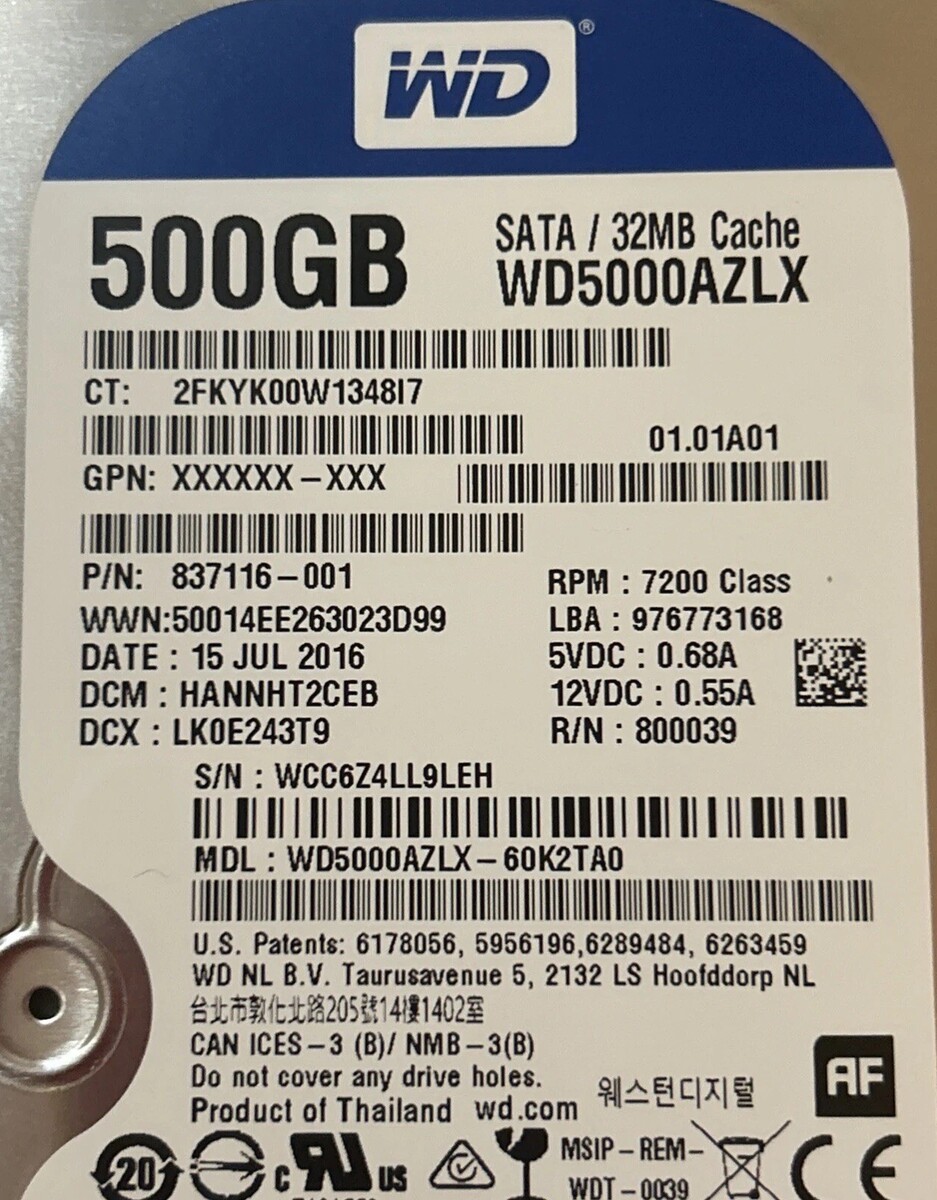 WD®
500GB
SATA / 32MB Cache
WD5000AZLX
CT: 2FKYK00W1348I7
01.01A01
GPN: XXXXXX-XXX
P/N: 837116-001
WWN:50014EE263023D99
DATE : 15 JUL 2016
DCM : HANNHT2CEB
DCX : LK0E243T9
RPM : 7200 Class
LBA : 976773168
5VDC : 0.68A
12VDC : 0.55A
R/N : 800039
S/N : WCC6Z4LL9LEH
MDL : WD5000AZLX-60K2TA0
U.S. Patents: 6178056, 5956196,6289484, 6263459
WD NL B.V. Taurusavenue 5, 2132 LS Hoofddorp NL
台北市敦化北路205號14樓1402室
CAN ICES-3 (B)/ NMB-3(B)
Do not cover any drive holes.
웨스턴디지털
Product of Thailand wd.com
AF
20
c RU US
MSIP-REM-
WDT-0039
CE